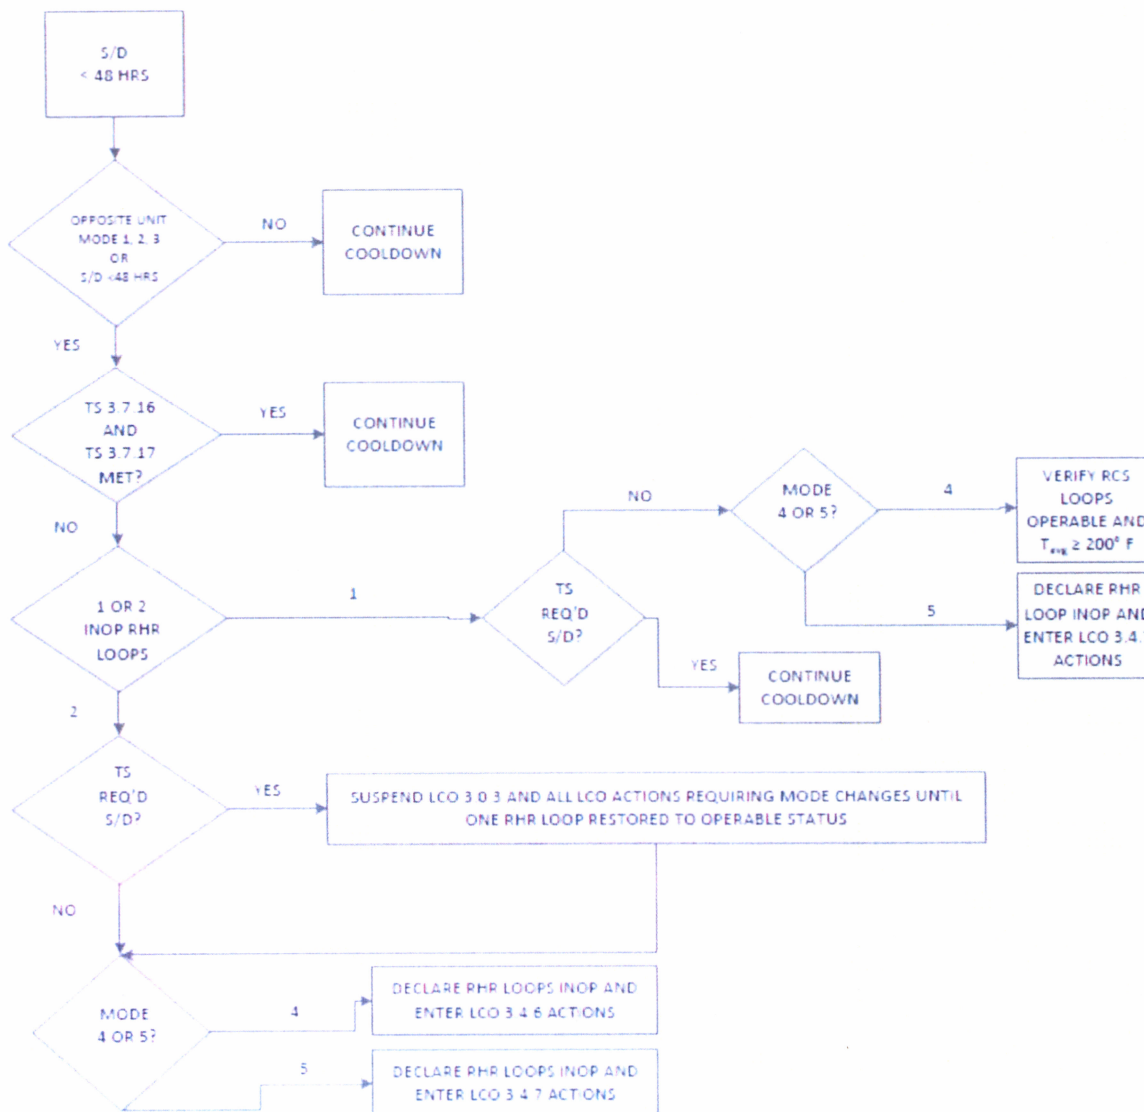 S/D
< 48 HRS
OPPOSITE UNIT
MODE 1, 2, 3
OR
S/D <48 HRS
NO
CONTINUE
COOLDOWN
YES
TS 3.7.16
AND
TS 3.7.17
MET?
YES
CONTINUE
COOLDOWN
NO
1 OR 2
INOP RHR
LOOPS
1
TS
REQ'D
S/D?
NO
MODE
4 OR 5?
4
VERIFY RCS
LOOPS
OPERABLE AND
Tavg ≥ 200° F
5
DECLARE RHR
LOOP INOP AND
ENTER LCO 3.4.
ACTIONS
YES
CONTINUE
COOLDOWN
2
TS
REQ'D
S/D?
YES
SUSPEND LCO 3.0.3 AND ALL LCO ACTIONS REQUIRING MODE CHANGES UNTIL
ONE RHR LOOP RESTORED TO OPERABLE STATUS
NO
MODE
4 OR 5?
4
DECLARE RHR LOOPS INOP AND
ENTER LCO 3.4.6 ACTIONS
5
DECLARE RHR LOOPS INOP AND
ENTER LCO 3.4.7 ACTIONS